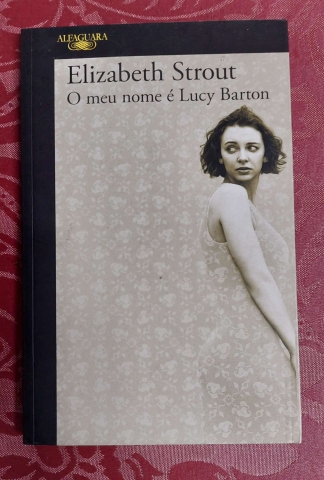 ALFAGUARA
Elizabeth Strout
O meu nome é Lucy Barton